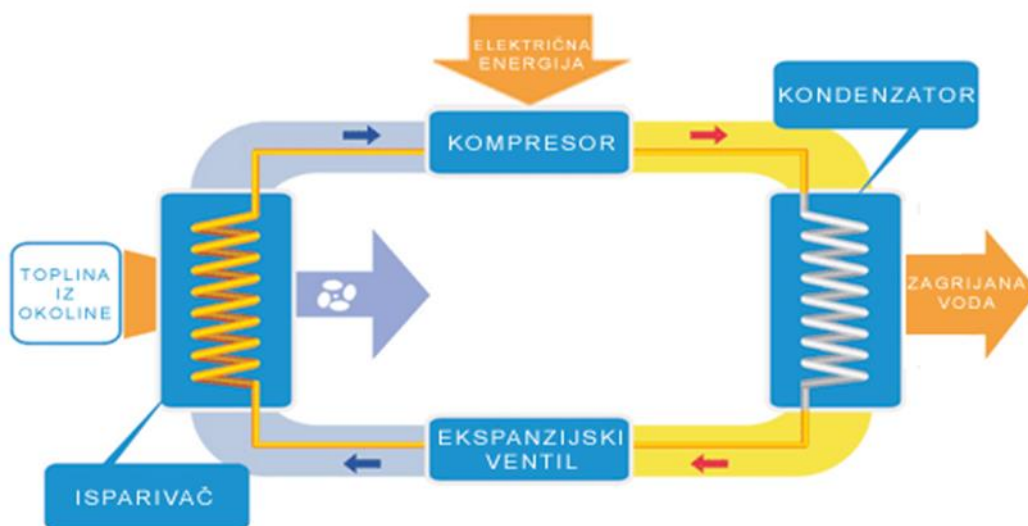 ELEKTRIČNA
ENERGIJA
KONDENZATOR
KOMPRESOR
TOPLINA
IZ
OKOLINE
ZAGRIJANA
VODA
EKSPANZIJSKI
VENTIL
ISPARIVAČ